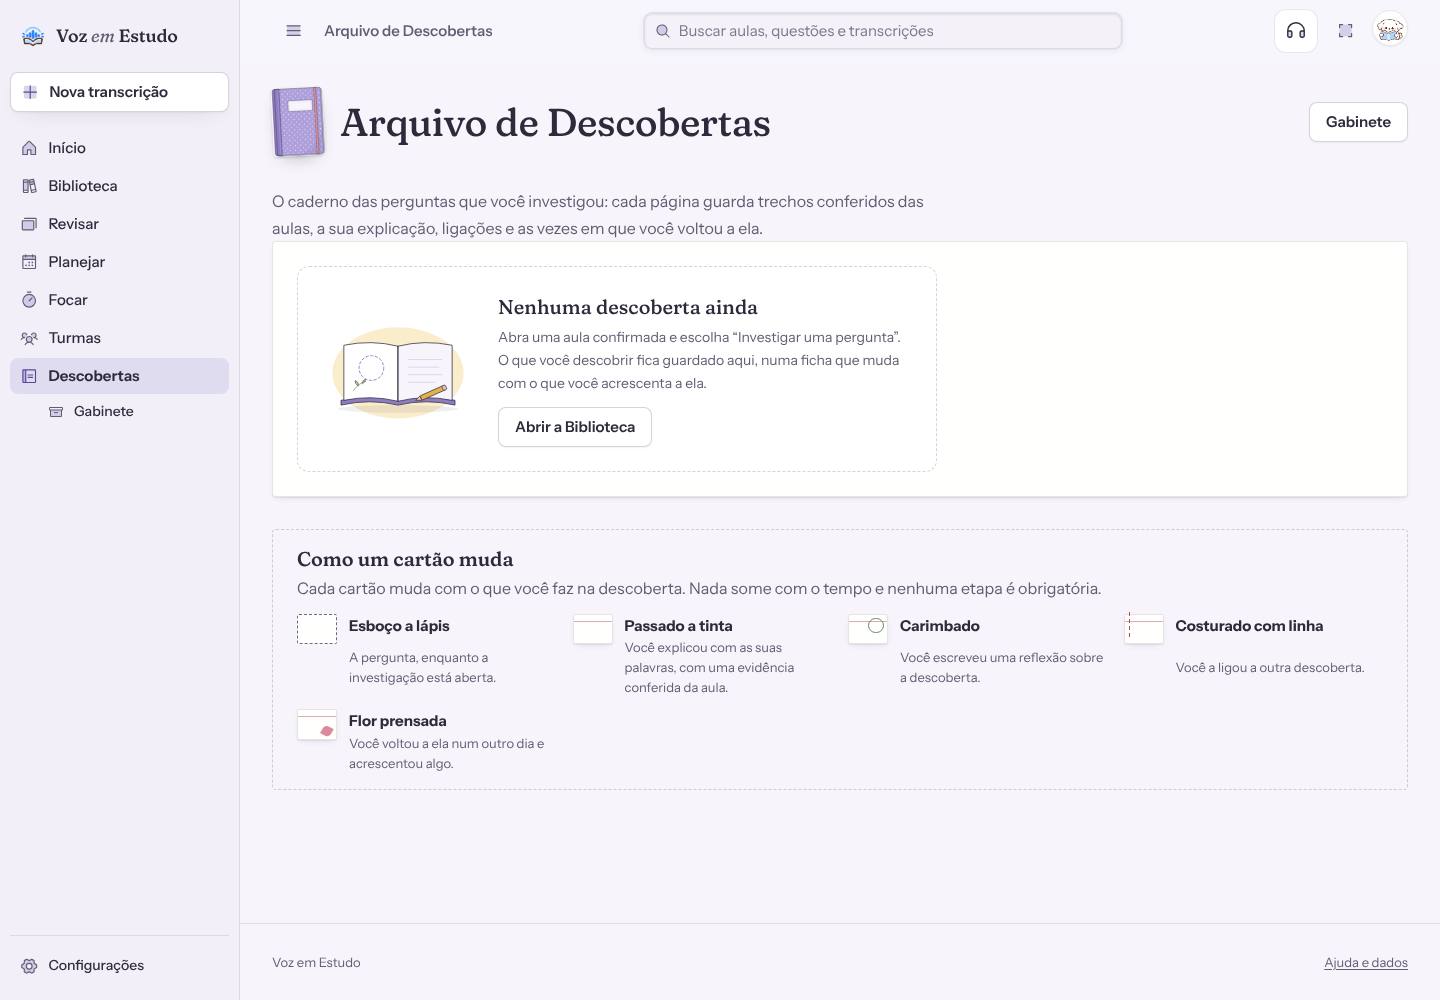 Voz em Estudo
Nova transcrição
Início
Biblioteca
Revisar
Planejar
Focar
Turmas
Descobertas
Gabinete
Configurações
Arquivo de Descobertas
Buscar aulas, questões e transcrições
Arquivo de Descobertas
Gabinete
O caderno das perguntas que você investigou: cada página guarda trechos conferidos das
aulas, a sua explicação, ligações e as vezes em que você voltou a ela.
Nenhuma descoberta ainda
Abra uma aula confirmada e escolha “Investigar uma pergunta”.
O que você descobrir fica guardado aqui, numa ficha que muda
com o que você acrescenta a ela.
Abrir a Biblioteca
Como um cartão muda
Cada cartão muda com o que você faz na descoberta. Nada some com o tempo e nenhuma etapa é obrigatória.
Esboço a lápis
A pergunta, enquanto a
investigação está aberta.
Passado a tinta
Você explicou com as suas
palavras, com uma evidência
conferida da aula.
Carimbado
Você escreveu uma reflexão sobre
a descoberta.
Costurado com linha
Você a ligou a outra descoberta.
Flor prensada
Você voltou a ela num outro dia e
acrescentou algo.
Voz em Estudo
Ajuda e dados